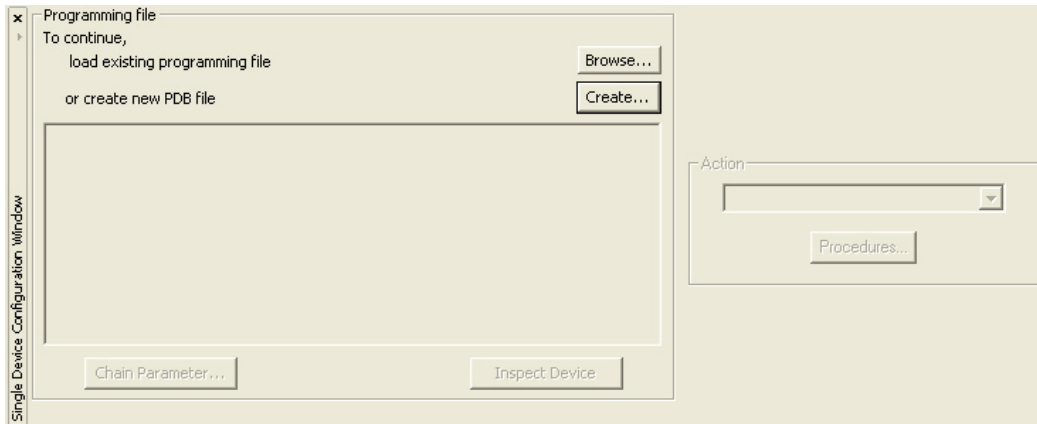 Single Device Configuration Window
Programming file
To continue,
load existing programming file
Browse...
or create new PDB file
Create...
Chain Parameter...
Inspect Device
Action
Procedures...